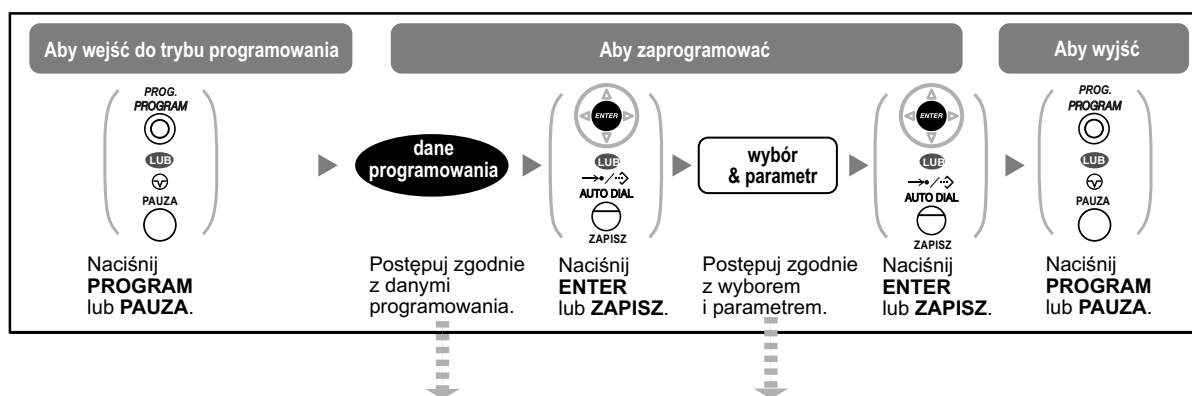 Aby wejść do trybu programowania
Aby zaprogramować
Aby wyjść
PROG.
PROGRAM
LUB
PAUZA
Naciśnij
PROGRAM
lub PAUZA.
dane
programowania
Postępuj zgodnie
z danymi
programowania.
ENTER
LUB
AUTO DIAL
ZAPISZ
Naciśnij
ENTER
lub ZAPISZ.
wybór
& parametr
Postępuj zgodnie
z wyborem
i parametrem.
ENTER
LUB
AUTO DIAL
ZAPISZ
Naciśnij
ENTER
lub ZAPISZ.
PROG.
PROGRAM
LUB
PAUZA
Naciśnij
PROGRAM
lub PAUZA.